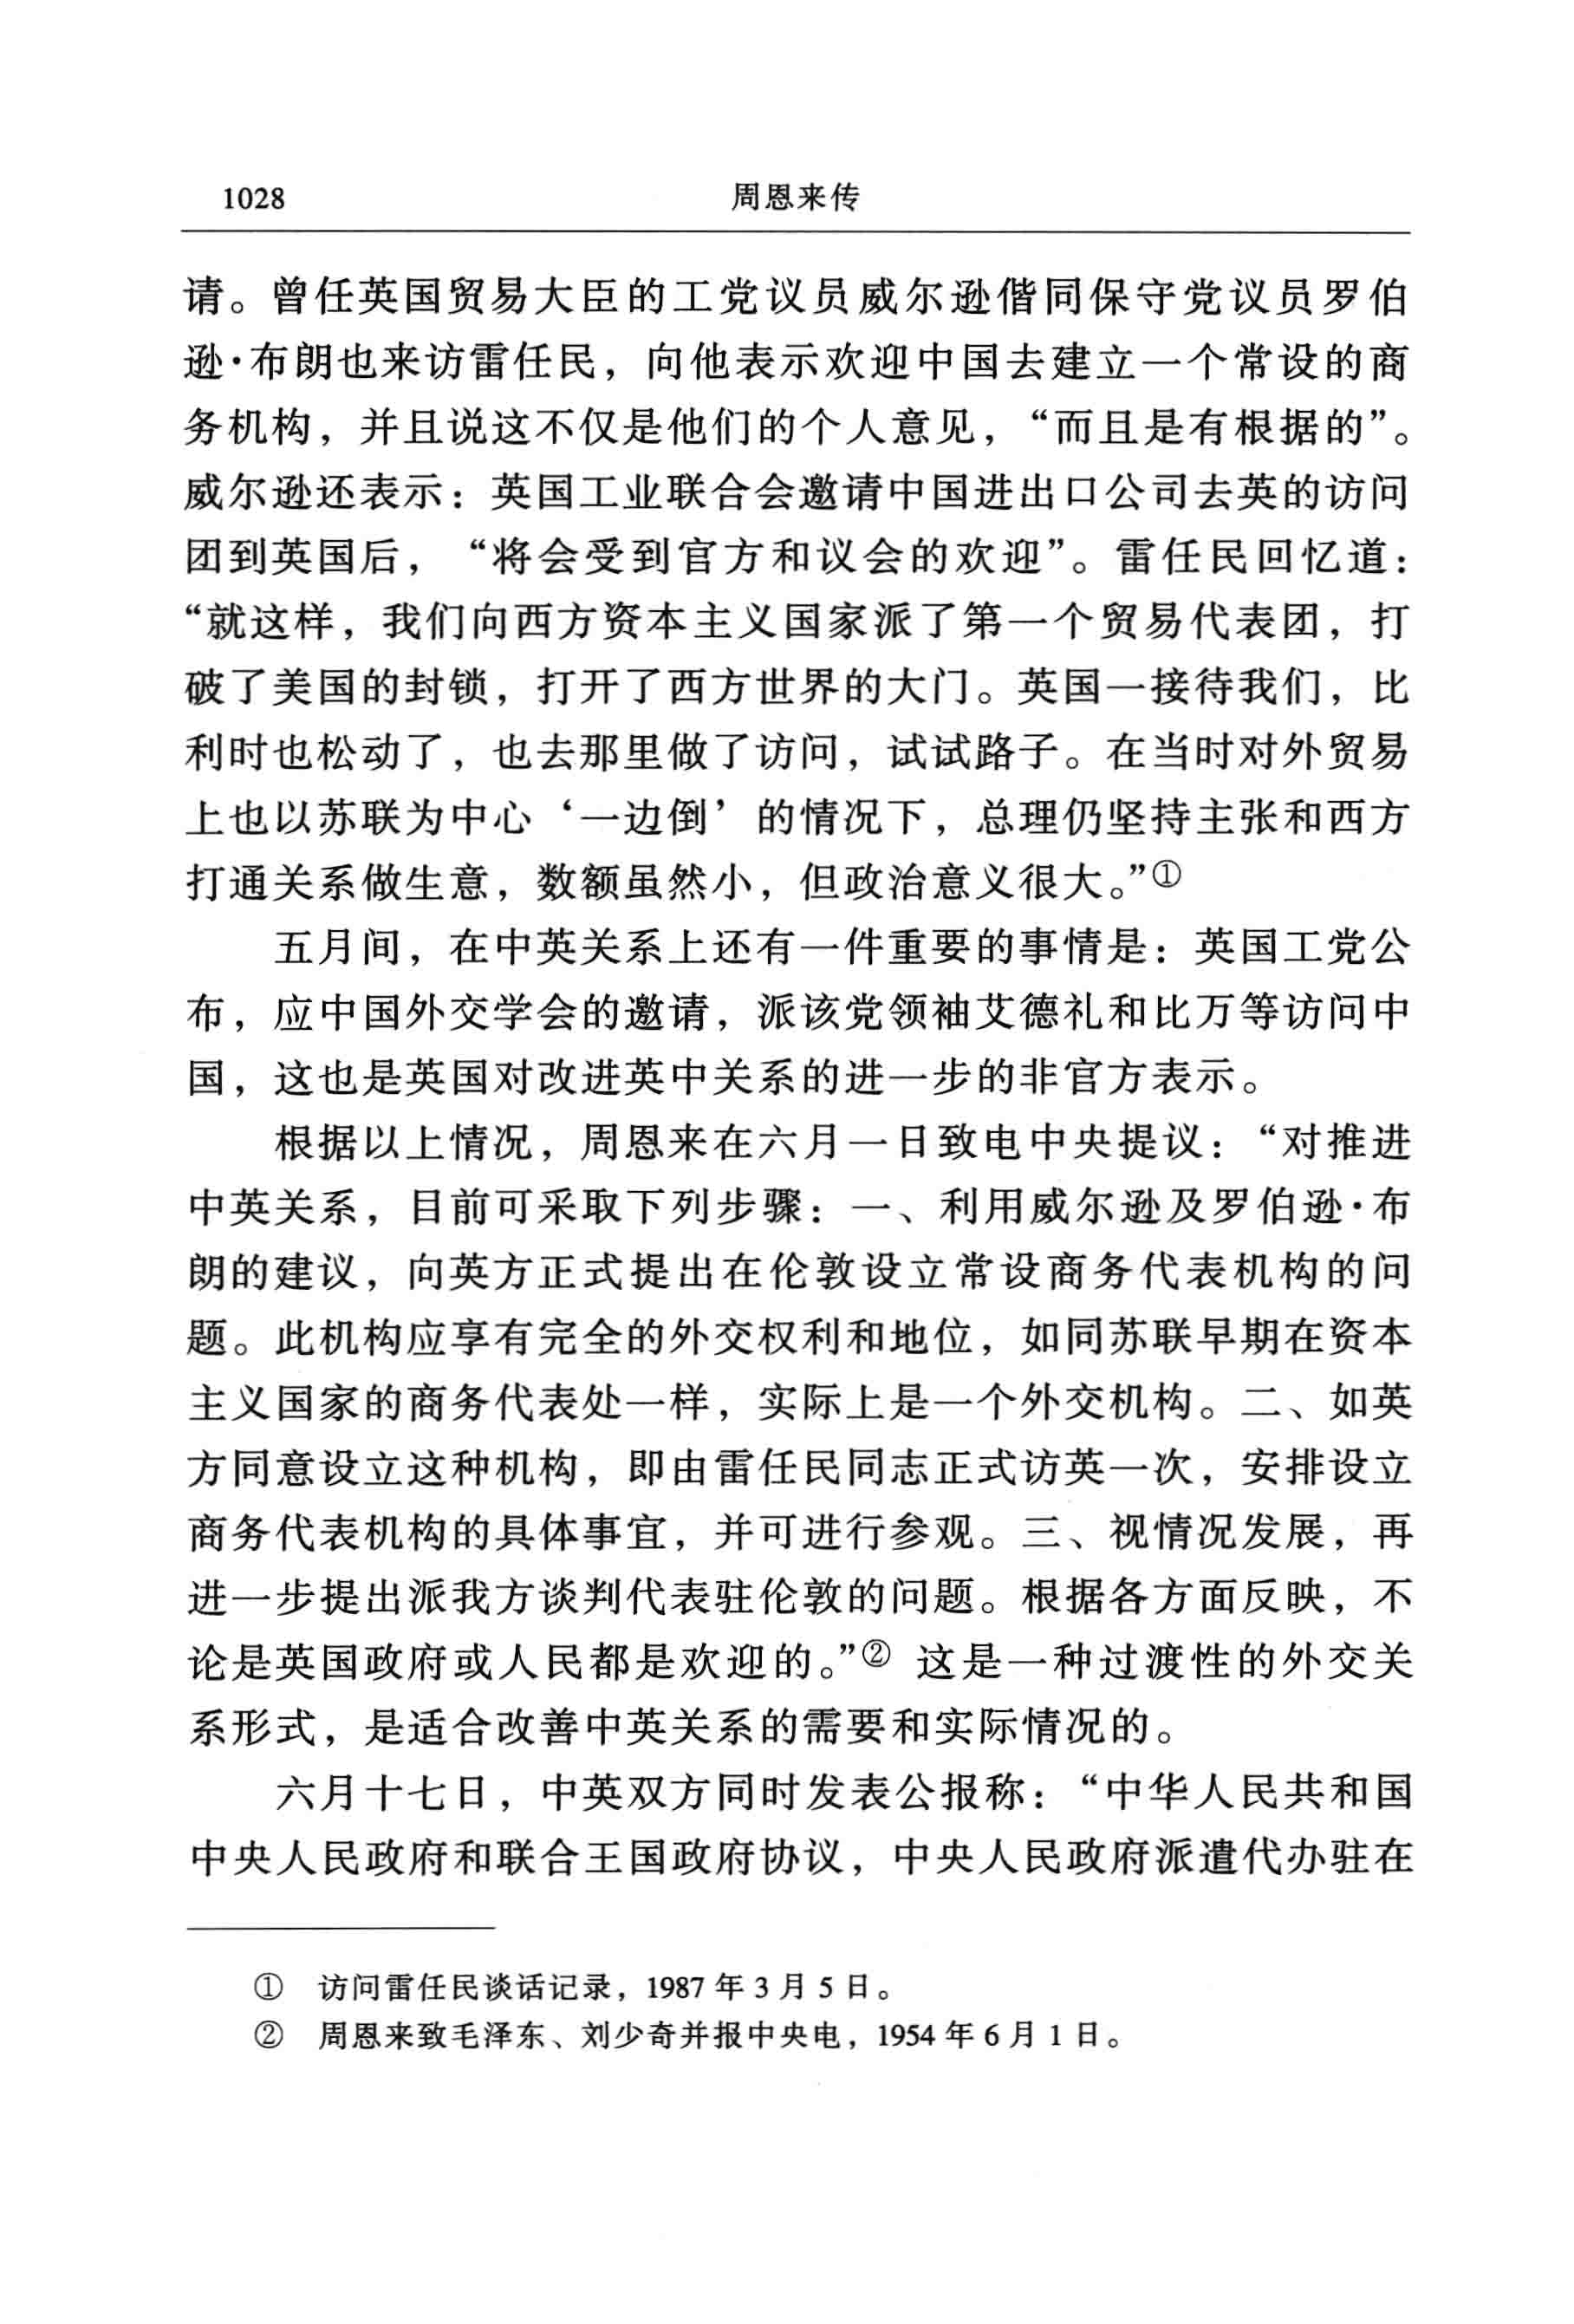 1028 周恩来传
请。曾任英国贸易大臣的工党议员威尔逊偕同保守党议员罗伯
逊·布朗也来访雷任民，向他表示欢迎中国去建立一个常设的商
务机构，并且说这不仅是他们的个人意见，“而且是有根据的”。
威尔逊还表示：英国工业联合会邀请中国进出口公司去英的访问
团到英国后，“将会受到官方和议会的欢迎”。雷任民回忆道：
“就这样，我们向西方资本主义国家派了第一个贸易代表团，打
破了美国的封锁，打开了西方世界的大门。英国一接待我们，比
利时也松动了，也去那里做了访问，试试路子。在当时对外贸易
上也以苏联为中心‘一边倒’的情况下，总理仍坚持主张和西方
打通关系做生意，数额虽然小，但政治意义很大。”①
五月间，在中英关系上还有一件重要的事情是：英国工党公
布，应中国外交学会的邀请，派该党领袖艾德礼和比万等访问中
国，这也是英国对改进英中关系的进一步的非官方表示。
根据以上情况，周恩来在六月一日致电中央提议：“对推进
中英关系，目前可采取下列步骤：一、利用威尔逊及罗伯逊·布
朗的建议，向英方正式提出在伦敦设立常设商务代表机构的问
题。此机构应享有完全的外交权利和地位，如同苏联早期在资本
主义国家的商务代表处一样，实际上是一个外交机构。二、如英
方同意设立这种机构，即由雷任民同志正式访英一次，安排设立
商务代表机构的具体事宜，并可进行参观。三、视情况发展，再
进一步提出派我方谈判代表驻伦敦的问题。根据各方面反映，不
论是英国政府或人民都是欢迎的。”② 这是一种过渡性的外交关
系形式，是适合改善中英关系的需要和实际情况的。
六月十七日，中英双方同时发表公报称：“中华人民共和国
中央人民政府和联合王国政府协议，中央人民政府派遣代办驻在
① 访问雷任民谈话记录，1987 年 3 月 5 日。
② 周恩来致毛泽东、刘少奇并报中央电，1954 年 6 月 1 日。